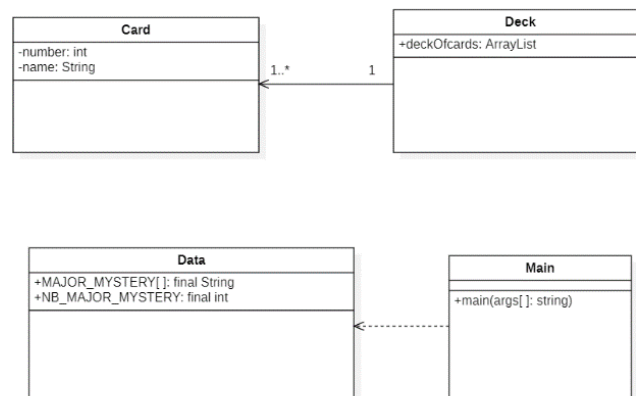 Card
-number: int
-name: String
1..*
1
Deck
+deckOfcards: ArrayList
Data
+MAJOR_MYSTERY[ ]: final String
+NB_MAJOR_MYSTERY: final int
Main
+main(args[ ]: string)